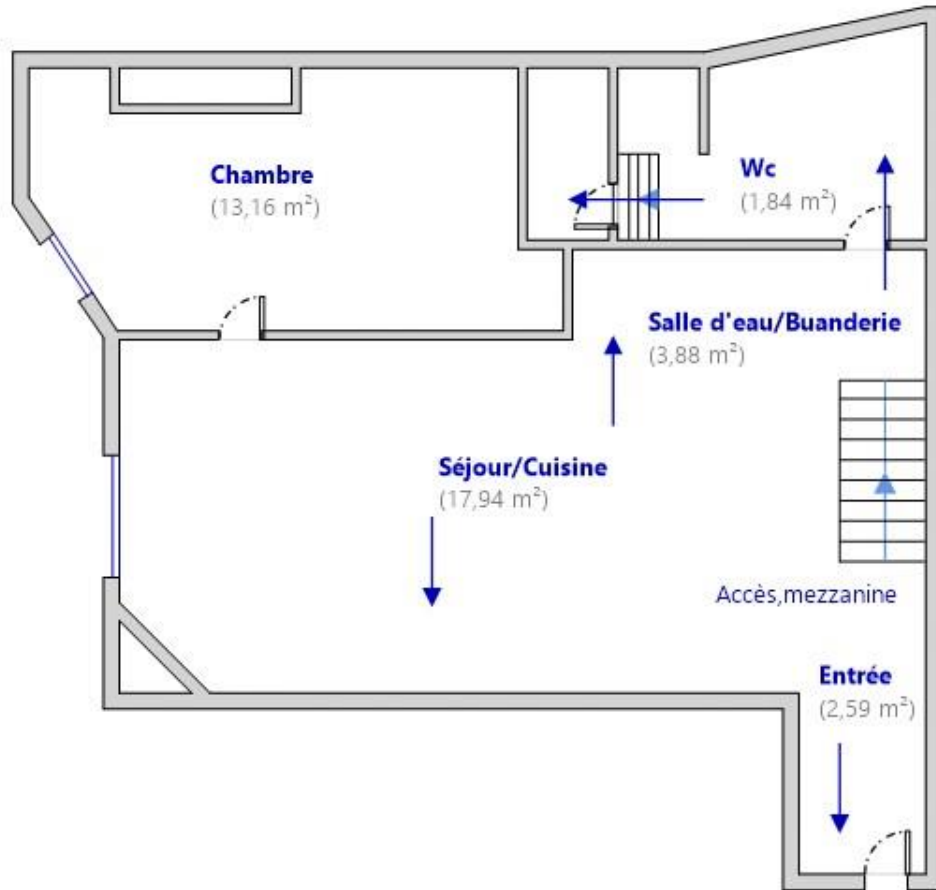 Chambre
(13,16 m²)
Wc
(1,84 m²)
Salle d'eau/Buanderie
(3,88 m²)
Séjour/Cuisine
(17,94 m²)
Accès,mezzanine
Entrée
(2,59 m²)